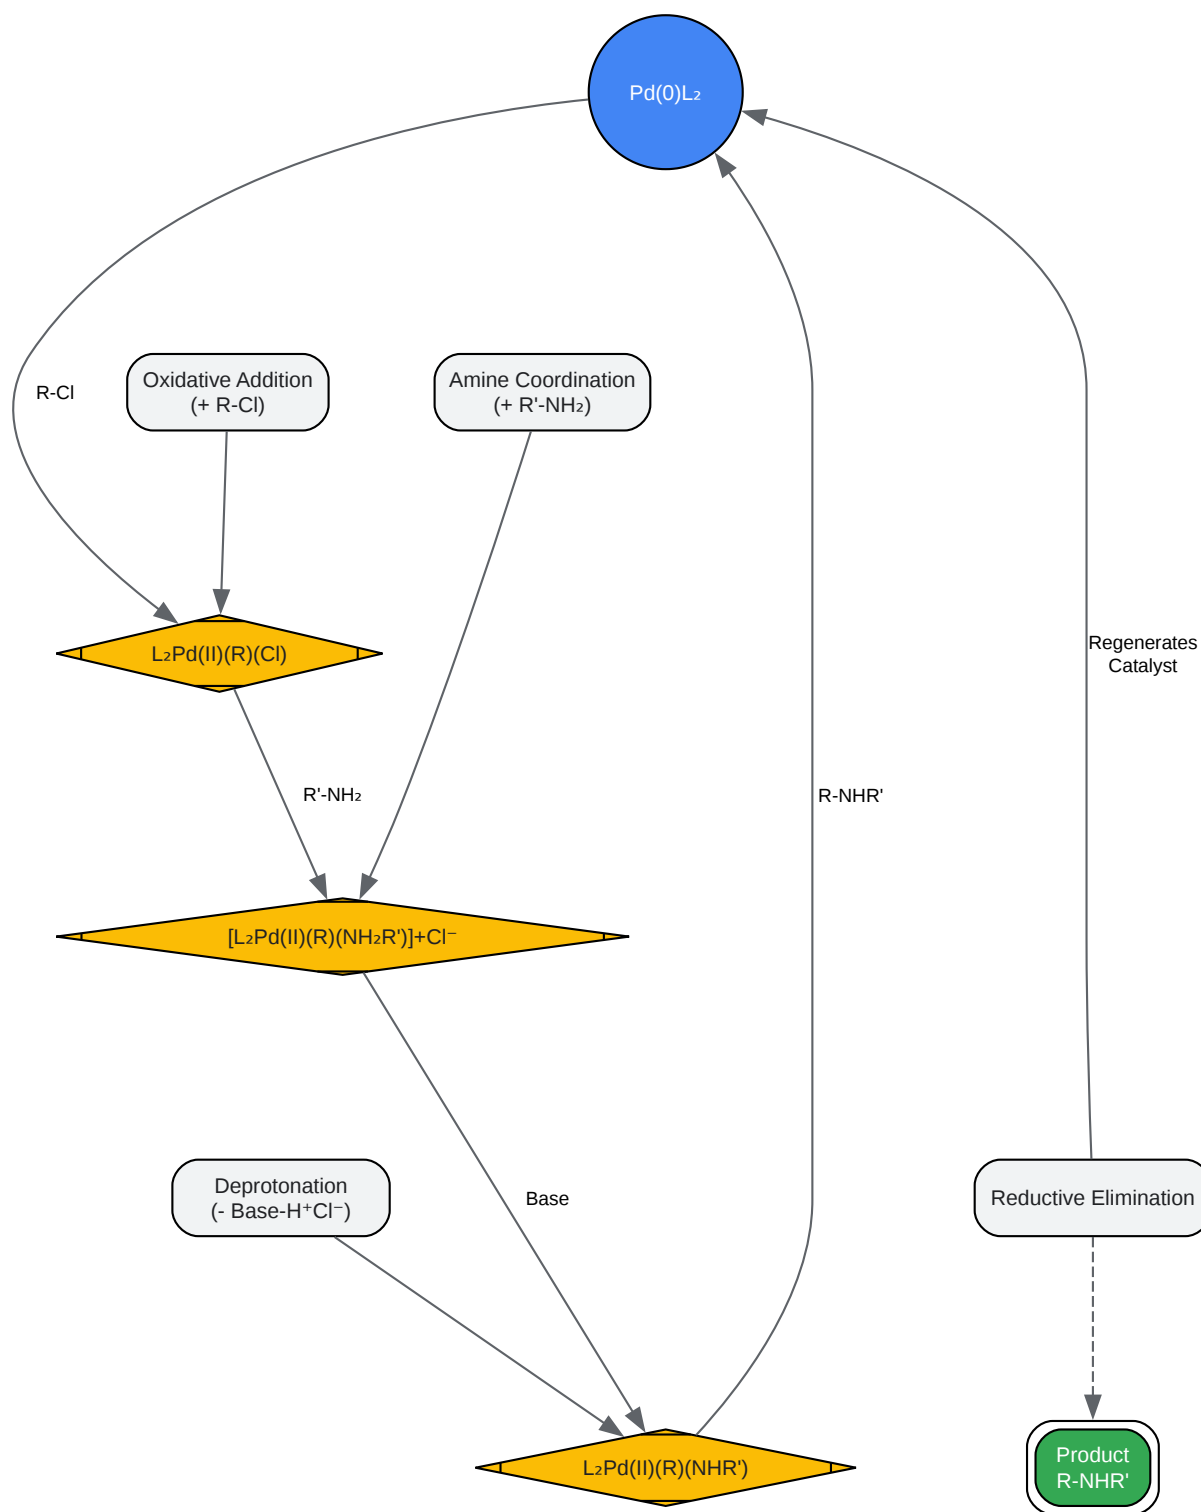 Pd(0)L₂
R-Cl
Oxidative Addition
(+ R-Cl)
Amine Coordination
(+ R'-NH₂)
L₂Pd(II)(R)(Cl)
Regenerates
Catalyst
R'-NH₂
R-NHR'
[L₂Pd(II)(R)(NH₂R')]+Cl⁻
Deprotonation
(- Base-H⁺Cl⁻)
Base
Reductive Elimination
L₂Pd(II)(R)(NHR')
Product
R-NHR'